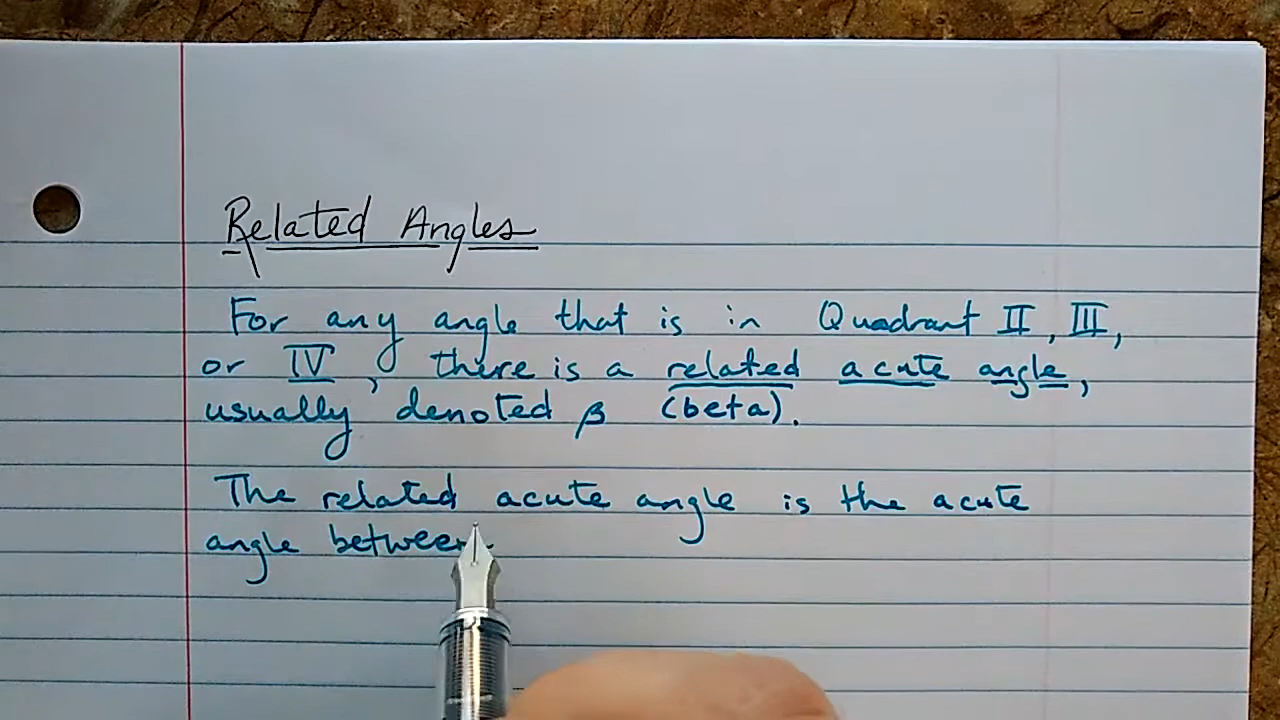 Related Angles
For any angle that is in Quadrant II, III,
or IV, there is a related acute angle,
usually denoted β (beta).
The related acute angle is the acute
angle between